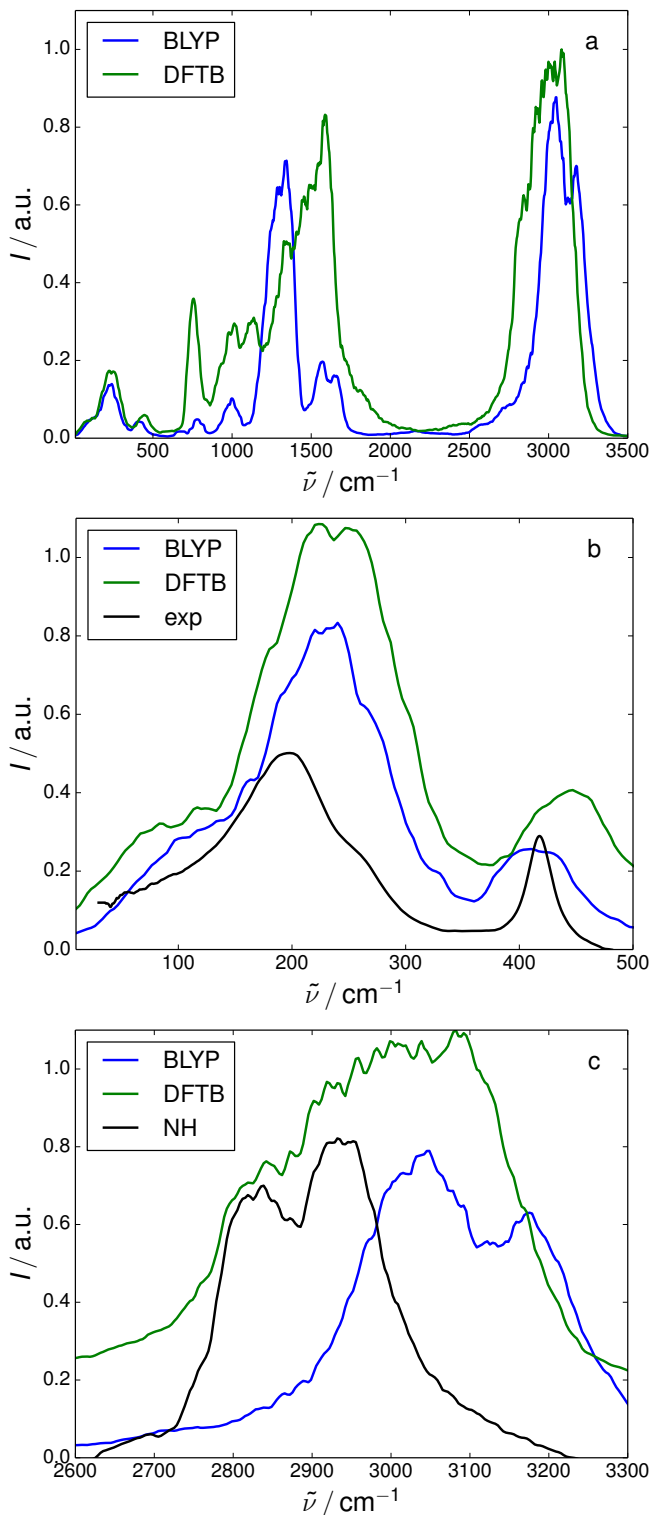 a
BLYP
DFTB
1.0
0.8
0.6
0.4
0.2
0.0
I / a.u.
500 1000 1500 2000 2500 3000 3500
ν̃ / cm⁻¹
b
BLYP
DFTB
exp
1.0
0.8
0.6
0.4
0.2
0.0
I / a.u.
100 200 300 400 500
ν̃ / cm⁻¹
c
BLYP
DFTB
NH
1.0
0.8
0.6
0.4
0.2
0.0
I / a.u.
2600 2700 2800 2900 3000 3100 3200 3300
ν̃ / cm⁻¹